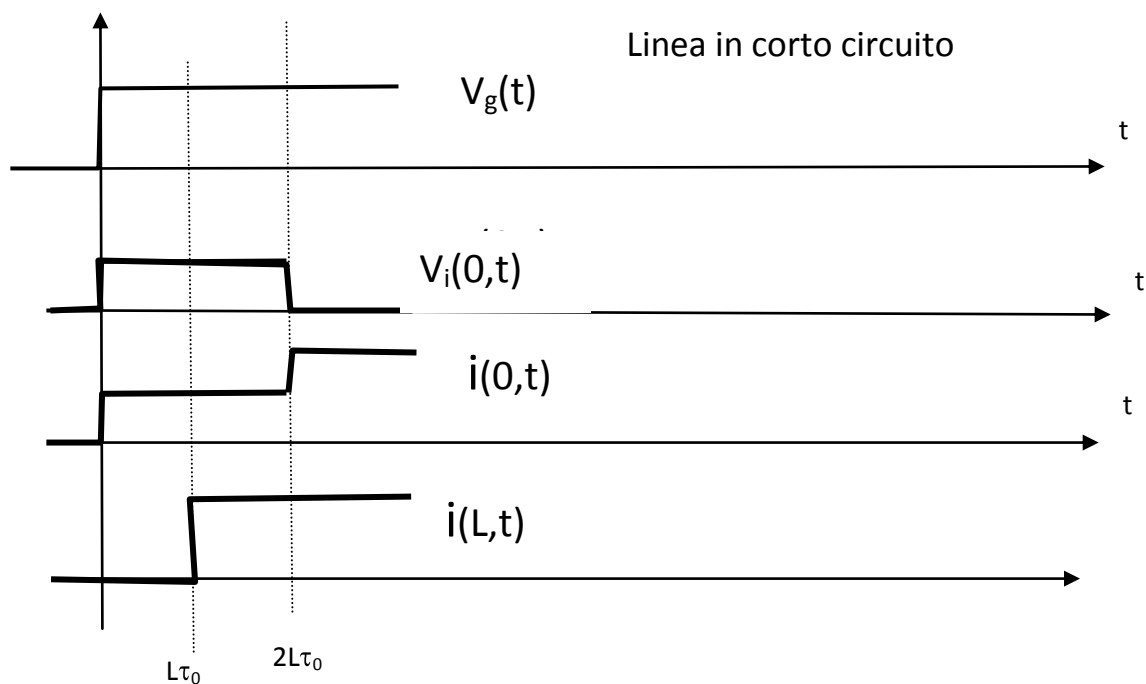 Linea in corto circuito
Vg(t)
t
Vi(0,t)
t
i(0,t)
t
i(L,t)
Lτ0
2Lτ0